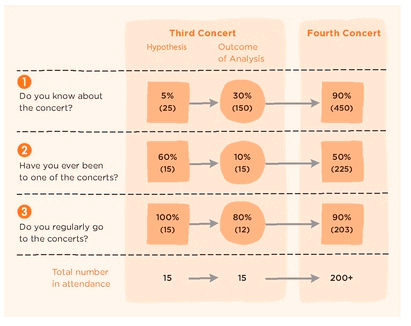 Third Concert
Fourth Concert
Hypothesis
Outcome
of Analysis
1
Do you know about
the concert?
5%
(25)
30%
(150)
90%
(450)
2
Have you ever been
to one of the concerts?
60%
(15)
10%
(15)
50%
(225)
3
Do you regularly go
to the concerts?
100%
(15)
80%
(12)
90%
(203)
Total number
in attendance
15
15
200+